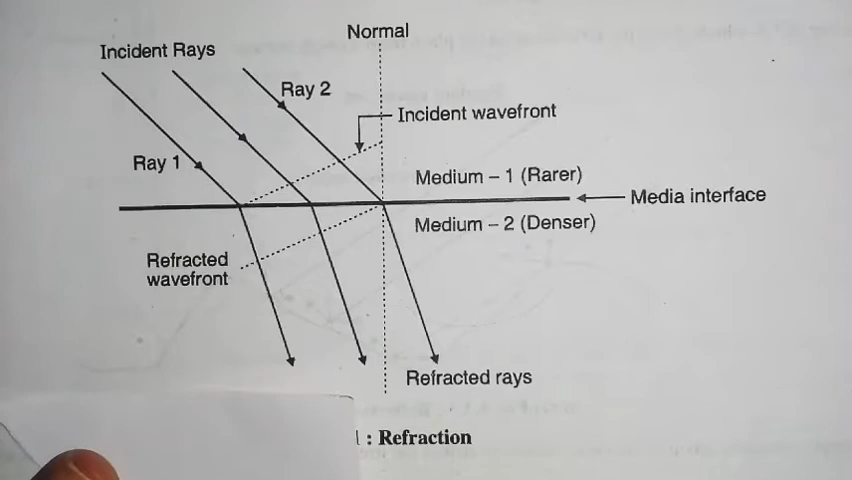 Normal
Incident Rays
Ray 2
Incident wavefront
Ray 1
Medium – 1 (Rarer)
Media interface
Medium – 2 (Denser)
Refracted
wavefront
Refracted rays
: Refraction